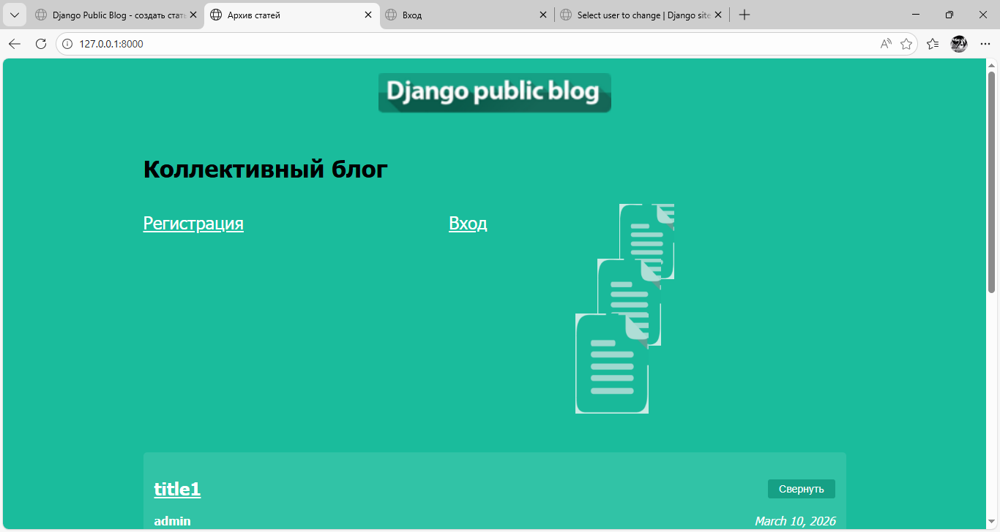 Django Public Blog - создать стать
Архив статей
Вход
Select user to change | Django site
127.0.0.1:8000
Django public blog
Коллективный блог
Регистрация
Вход
title1
Свернуть
admin
March 10, 2026